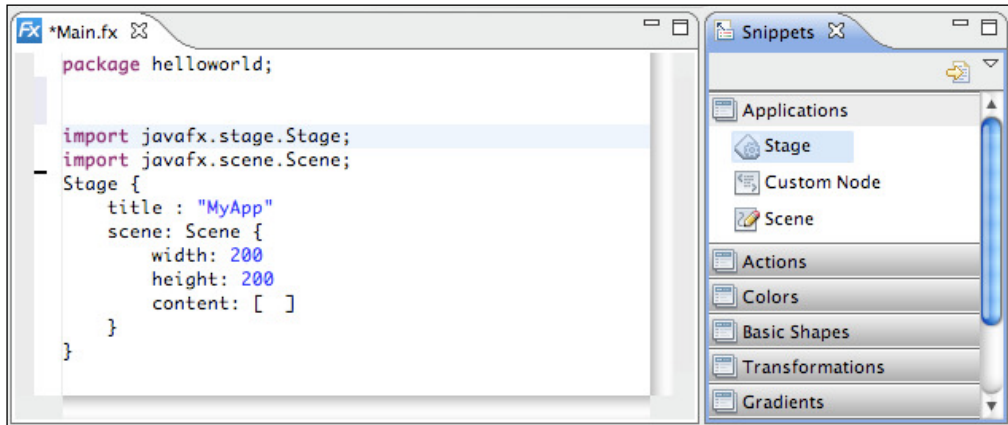 Fx *Main.fx
package helloworld;
import javafx.stage.Stage;
import javafx.scene.Scene;
Stage {
    title : "MyApp"
    scene: Scene {
        width: 200
        height: 200
        content: [  ]
    }
}
Snippets
Applications
Stage
Custom Node
Scene
Actions
Colors
Basic Shapes
Transformations
Gradients